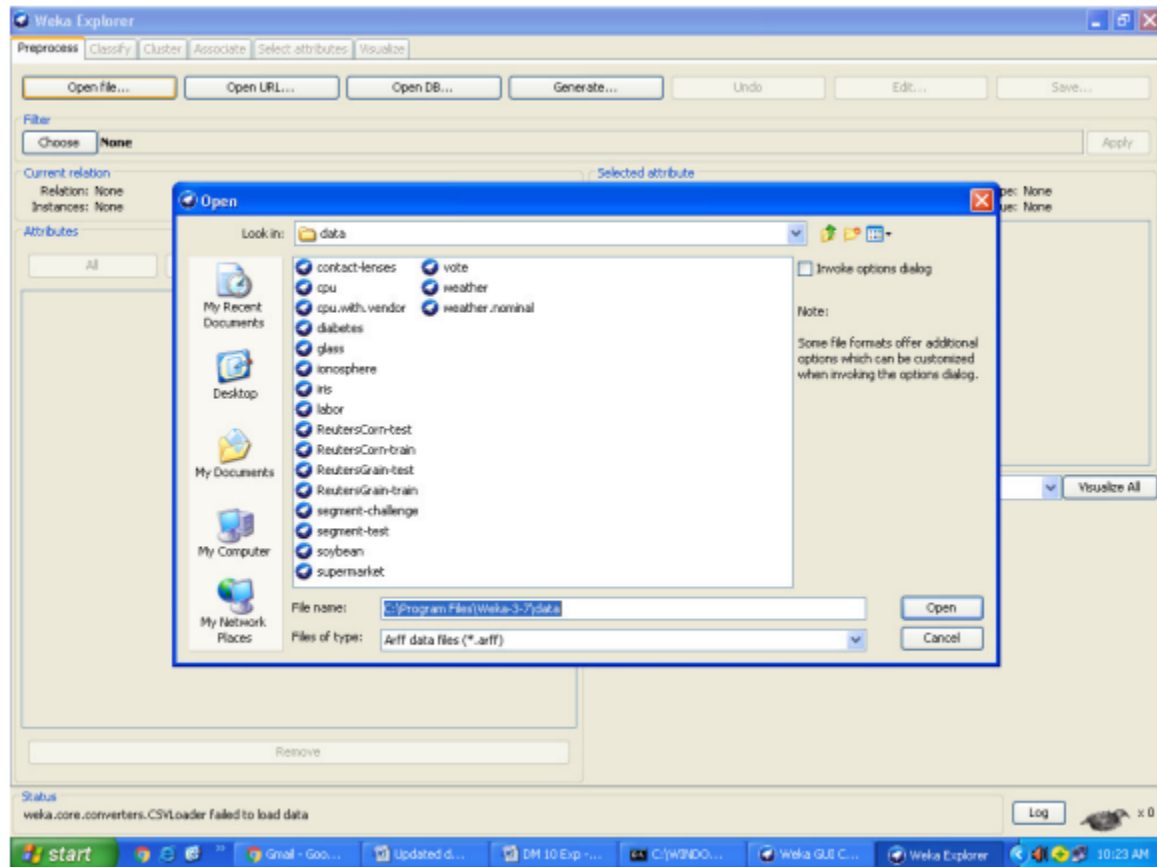 Weka Explorer
Preprocess Classify Cluster Associate Select attributes Visualize
Open file... Open URL... Open DB... Generate... Undo Edit... Save...
Filter
Choose None Apply
Current relation Selected attribute
Relation: None pe: None
Instances: None ue: None
Open
Attributes
Look in: data
All
contact-lenses vote
Invoke options dialog
cpu weather
cpu.with.vendor weather.nominal
My Recent Documents
Note:
diabetes
glass
Some file formats offer additional
options which can be customized
when invoking the options dialog.
ionosphere
iris
Desktop
labor
ReutersCorn-test
ReutersCorn-train
ReutersGrain-test
My Documents
ReutersGrain-train
Visualize All
segment-challenge
segment-test
My Computer
soybean
supermarket
File name: C:\Program Files\Weka-3-7\data Open
My Network Places
Files of type: Arff data files (*.arff) Cancel
Remove
Status
weka.core.converters.CSVLoader failed to load data
Log x 0
start Gmail - Goo... Updated d... DM 10 Exp -... C:\WINDO... Weka GUI C... Weka Explorer 10:23 AM